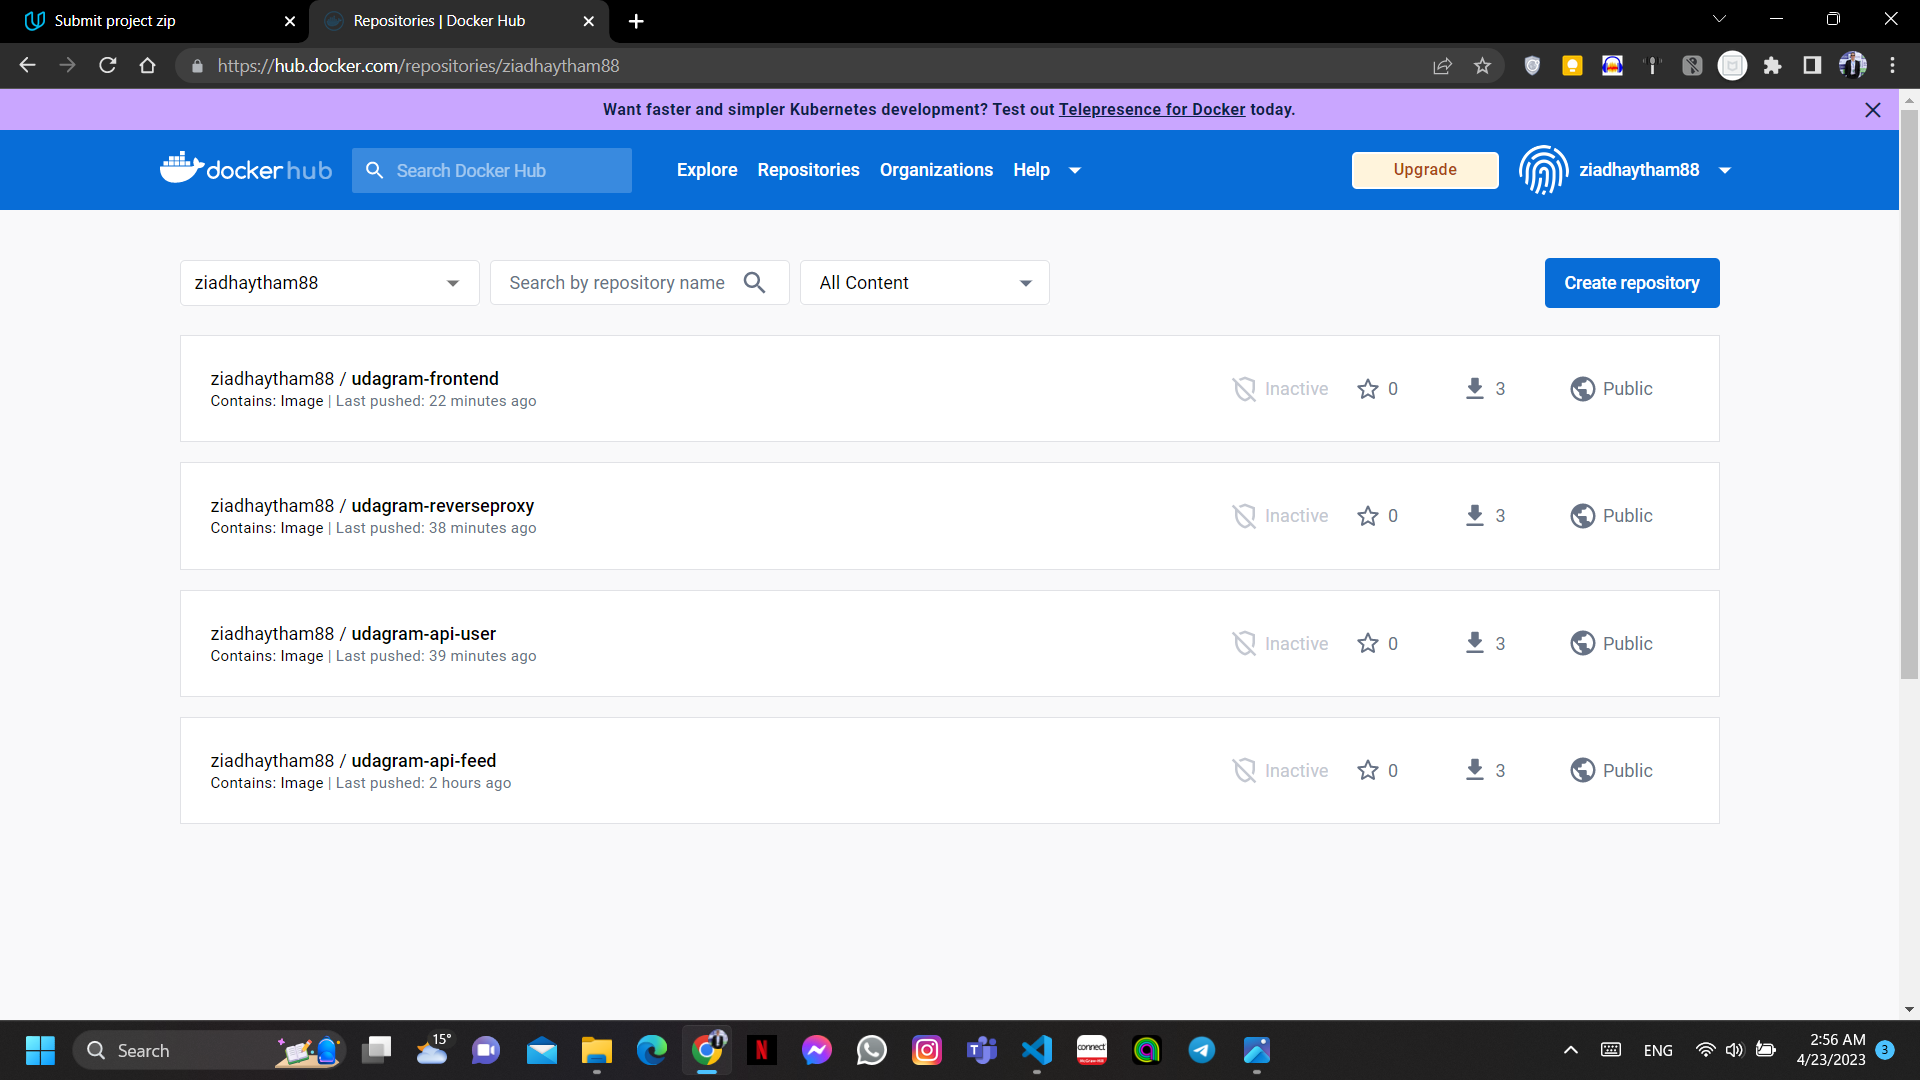 Submit project zip
Repositories | Docker Hub
https://hub.docker.com/repositories/ziadhaytham88
Want faster and simpler Kubernetes development? Test out Telepresence for Docker today.
docker hub
Search Docker Hub
Explore
Repositories
Organizations
Help
Upgrade
ziadhaytham88
ziadhaytham88
Search by repository name
All Content
Create repository
ziadhaytham88 / udagram-frontend
Contains: Image | Last pushed: 22 minutes ago
Inactive
0
3
Public
ziadhaytham88 / udagram-reverseproxy
Contains: Image | Last pushed: 38 minutes ago
Inactive
0
3
Public
ziadhaytham88 / udagram-api-user
Contains: Image | Last pushed: 39 minutes ago
Inactive
0
3
Public
ziadhaytham88 / udagram-api-feed
Contains: Image | Last pushed: 2 hours ago
Inactive
0
3
Public
Search
15°
N
connect
ENG
2:56 AM
4/23/2023
3